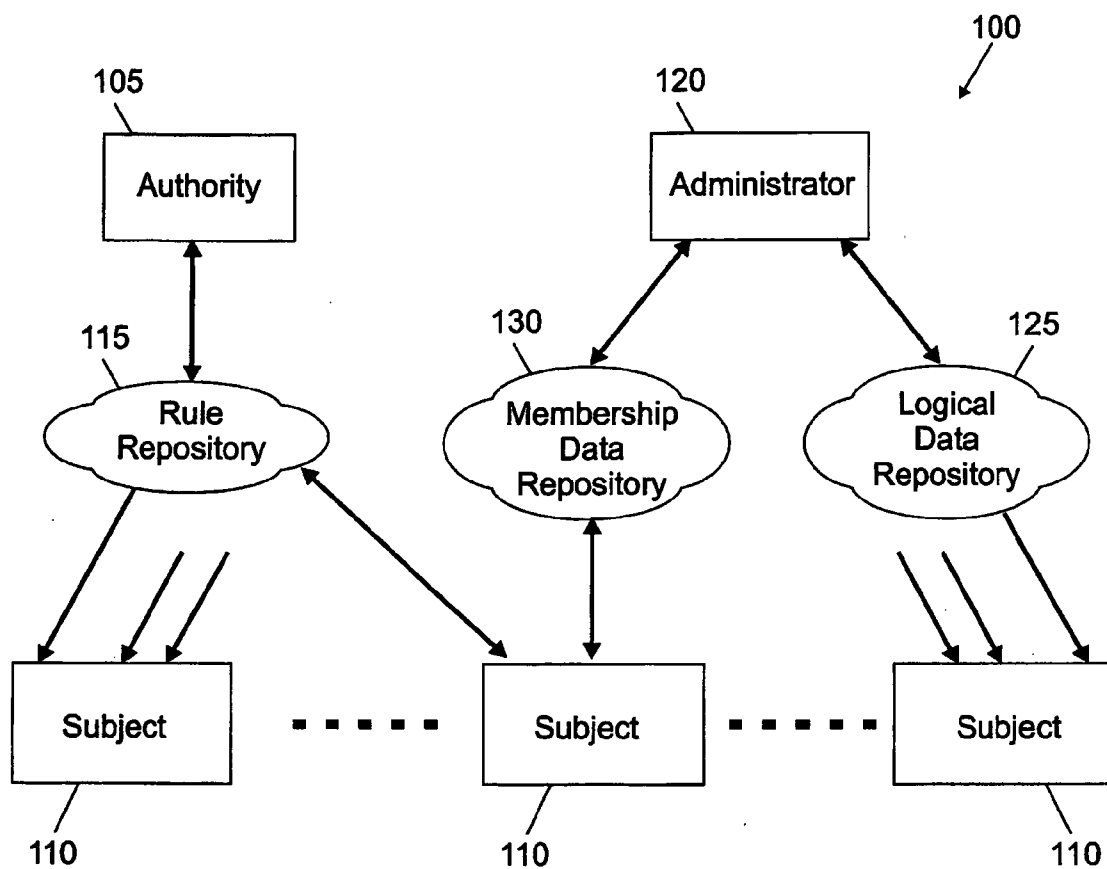 100
105
120
Authority
Administrator
115
130
125
Rule
Repository
Membership
Data
Repository
Logical
Data
Repository
Subject
Subject
Subject
110
110
110